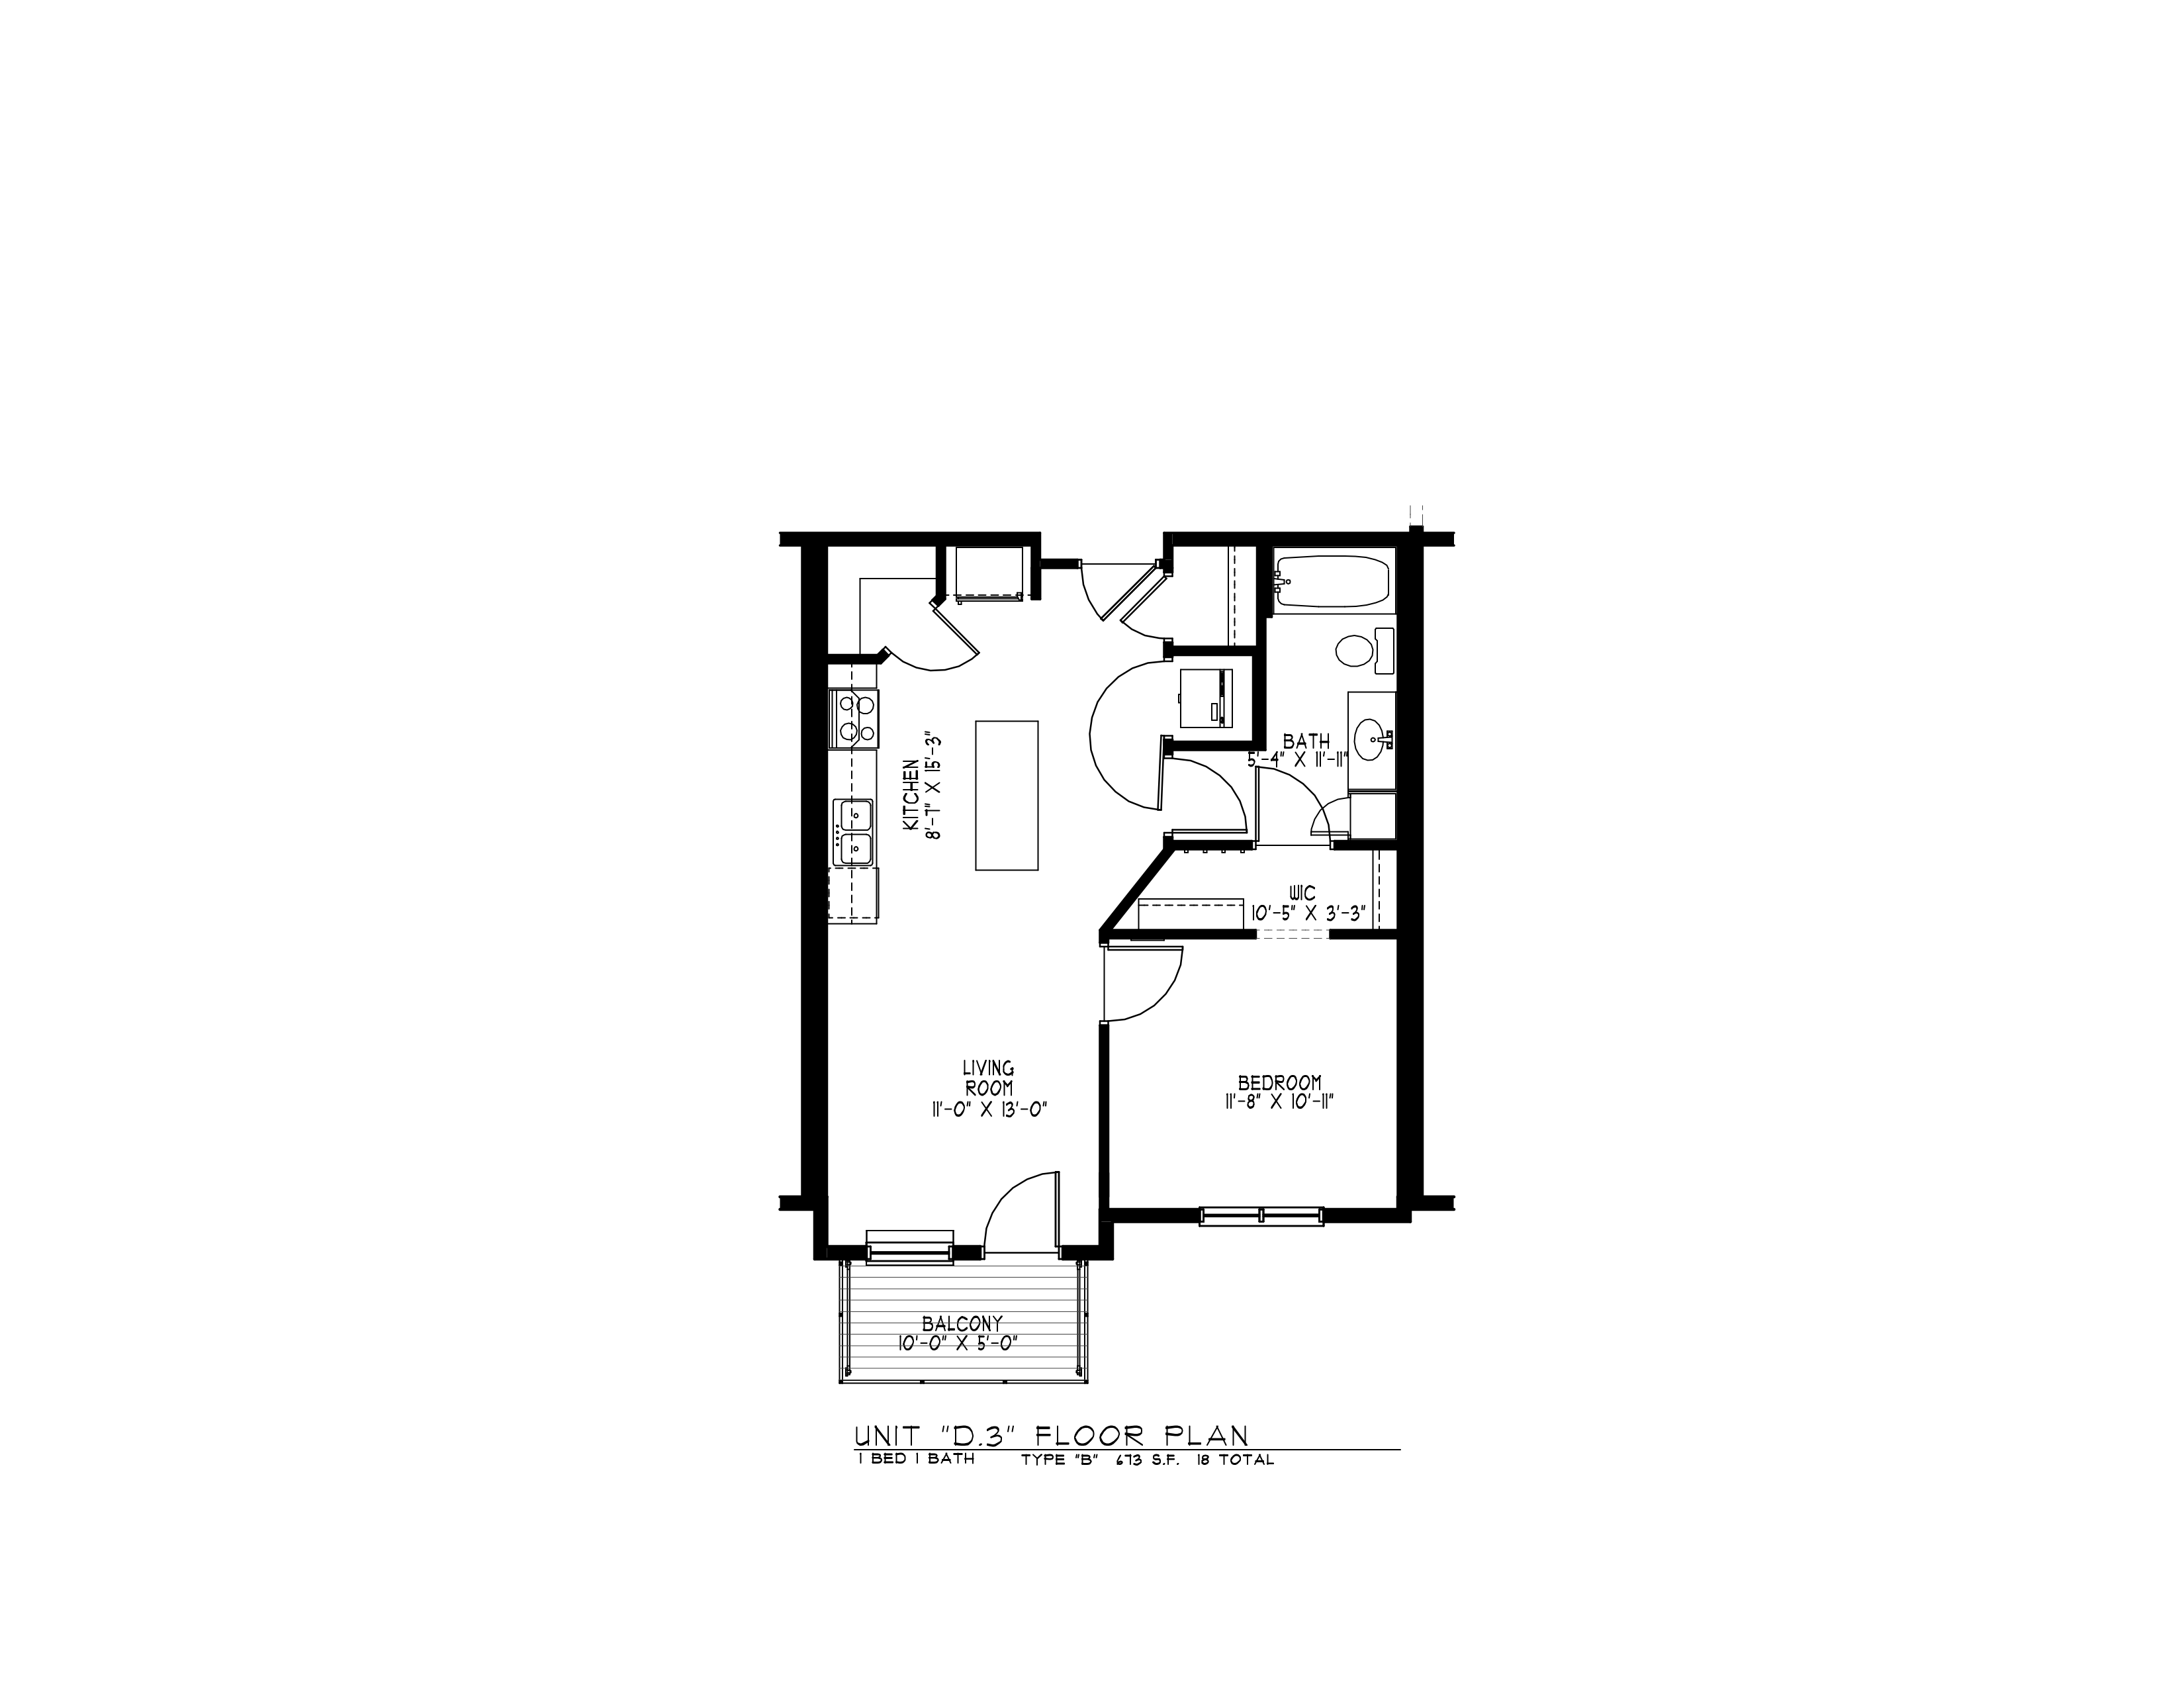 KITCHEN
8'-7" X 15'-3"
BATH
5'-4" X 11'-11"
WIC
10'-5" X 3'-3"
LIVING
ROOM
11'-0" X 13'-0"
BEDROOM
11'-8" X 10'-11"
BALCONY
10'-0" X 5'-0"
UNIT "D.3" FLOOR PLAN
1 BED 1 BATH TYPE "B" 673 S.F. 18 TOTAL